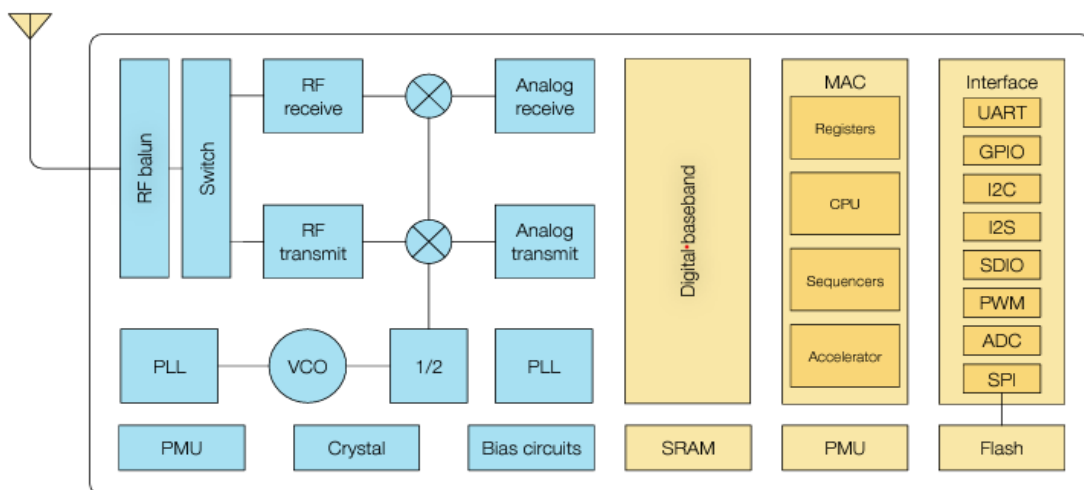 RF balun
Switch
RF
receive
Analog
receive
RF
transmit
Analog
transmit
PLL
VCO
1/2
PLL
PMU
Crystal
Bias circuits
Digital•baseband
SRAM
MAC
Registers
CPU
Sequencers
Accelerator
PMU
Interface
UART
GPIO
I2C
I2S
SDIO
PWM
ADC
SPI
Flash